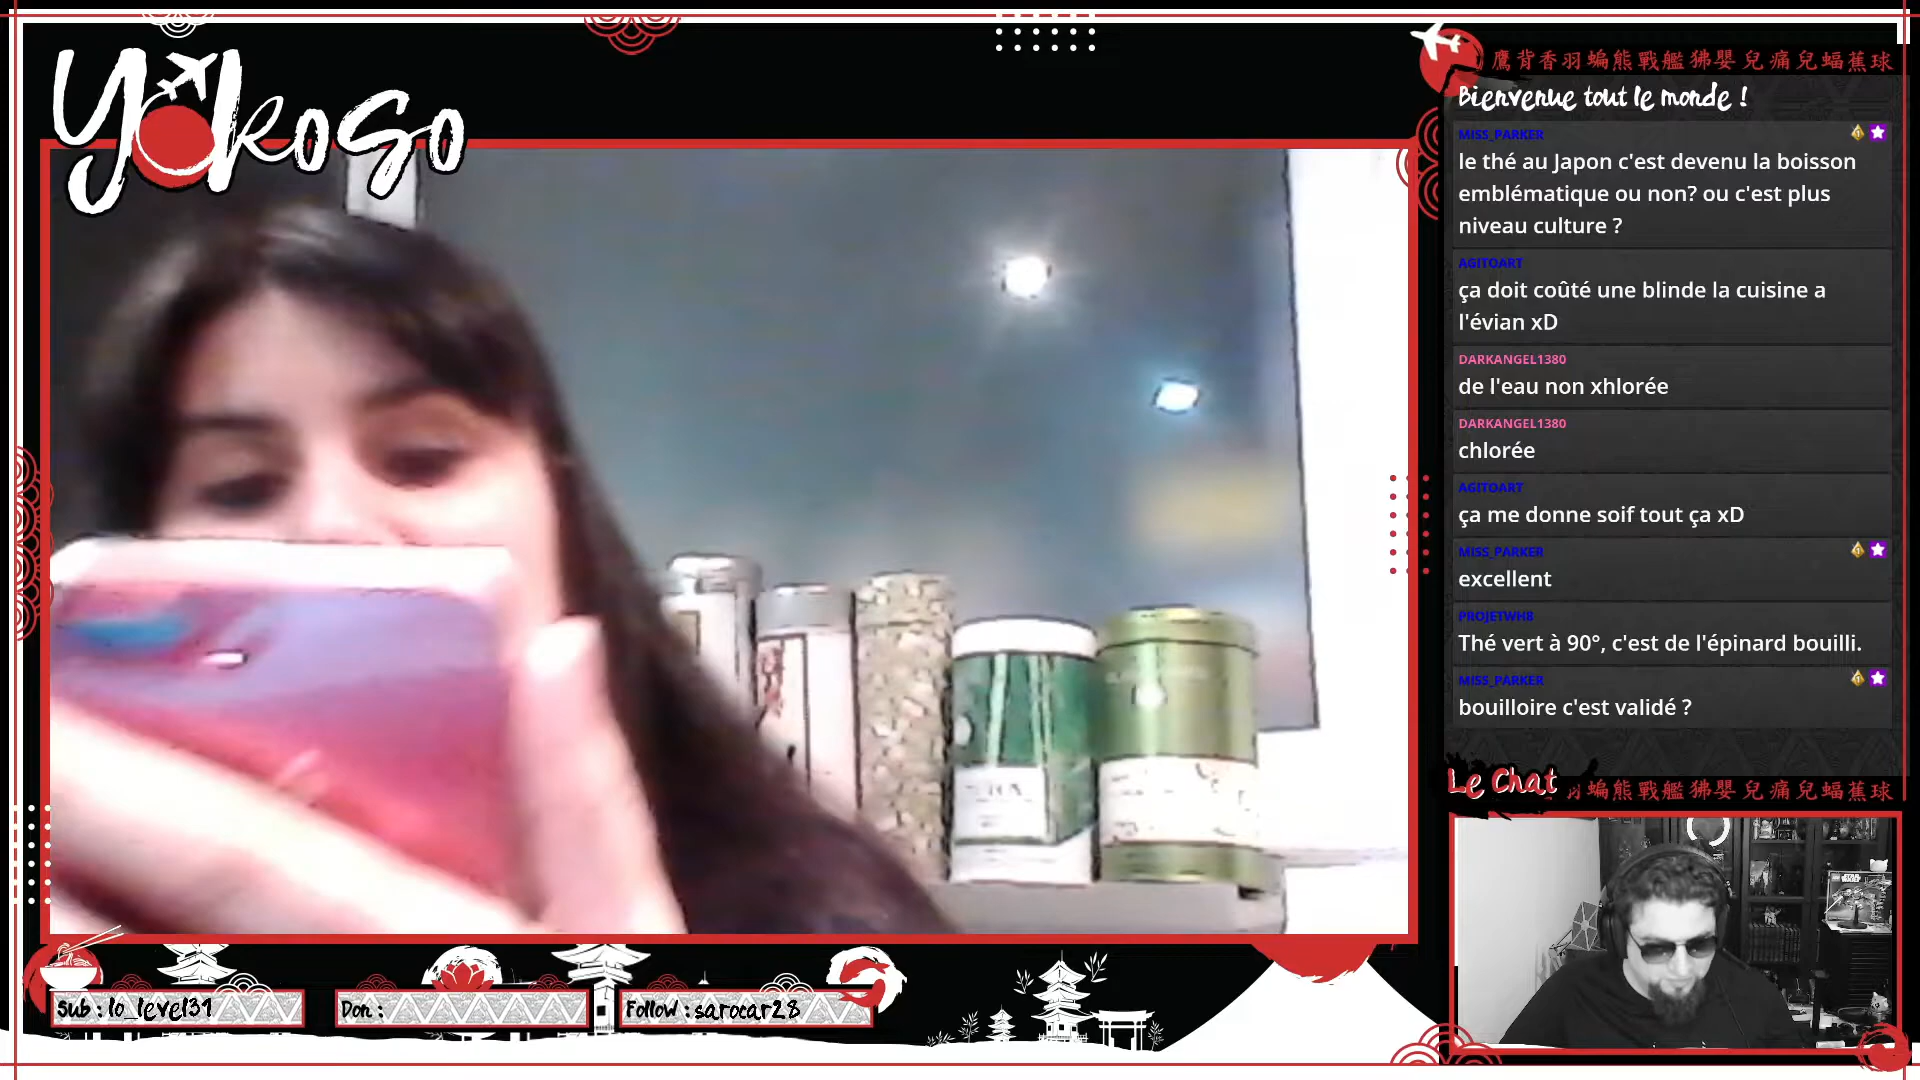 Yokoso
鷹背香羽蝙熊戰艦狒嬰兒痛兒蝠蕉球
Bienvenue tout le monde !
MISS_PARKER
le thé au Japon c'est devenu la boisson
emblématique ou non? ou c'est plus
niveau culture ?
AGITOART
ça doit coûté une blinde la cuisine a
l'évian xD
DARKANGEL1380
de l'eau non xhlorée
DARKANGEL1380
chlorée
AGITOART
ça me donne soif tout ça xD
MISS_PARKER
excellent
PROJETWHB
Thé vert à 90°, c'est de l'épinard bouilli.
MISS_PARKER
bouilloire c'est validé ?
Le Chat
蝙熊戰艦狒嬰兒痛兒蝠蕉球
Sub : lo_level31
Don :
Follow : sarocar28